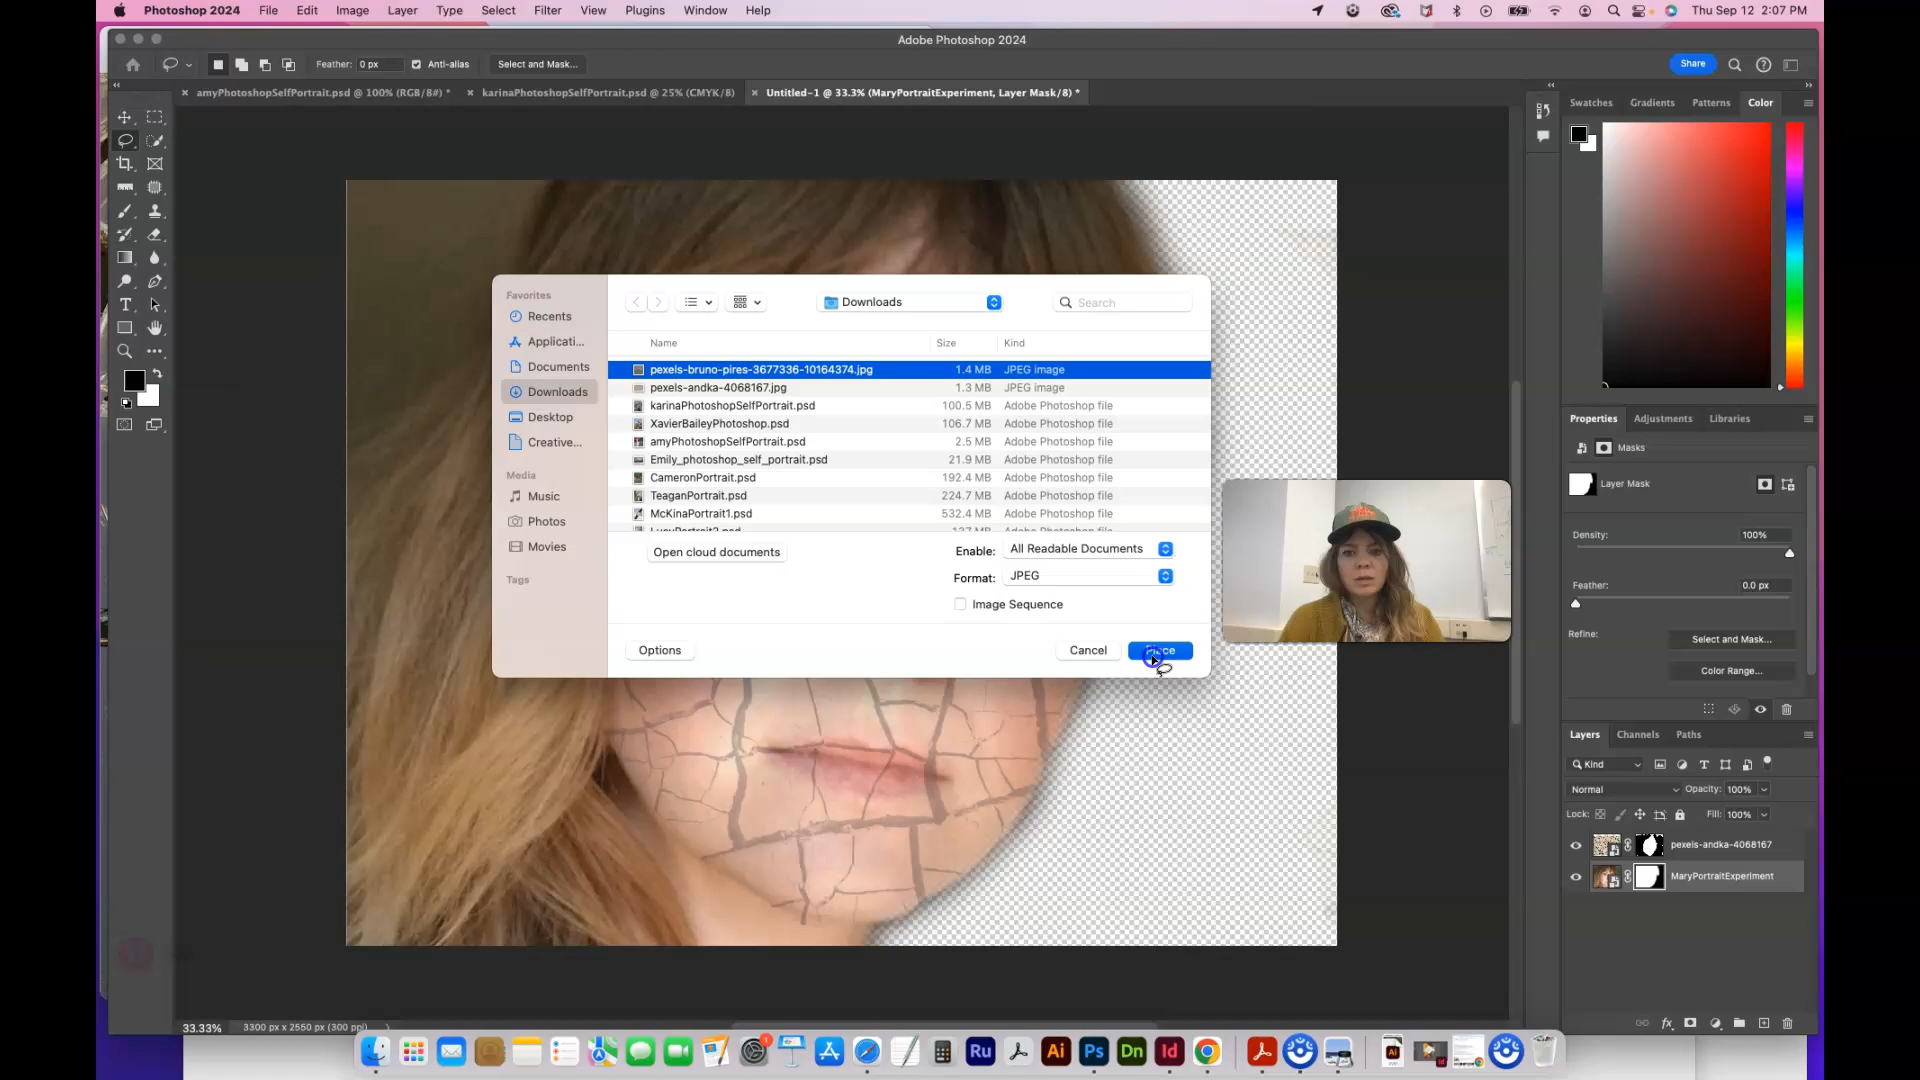 Photoshop 2024 File Edit Image Layer Type Select Filter View Plugins Window Help Thu Sep 12 2:07 PM
Adobe Photoshop 2024
Feather: 0 px Anti-alias Select and Mask... Share
amyPhotoshopSelfPortrait.psd @ 100% (RGB/8#) * karinaPhotoshopSelfPortrait.psd @ 25% (CMYK/8) Untitled-1 @ 33.3% (MaryPortraitExperiment, Layer Mask/8) *
Swatches Gradients Patterns Color
Favorites
Recents
Applicati...
Documents
Downloads
Desktop
Creative...
Media
Music
Photos
Movies
Tags
Downloads Search
Name Size Kind
pexels-bruno-pires-3677336-10164374.jpg 1.4 MB JPEG image
pexels-andka-4068167.jpg 1.3 MB JPEG image
karinaPhotoshopSelfPortrait.psd 100.5 MB Adobe Photoshop file
XavierBaileyPhotoshop.psd 106.7 MB Adobe Photoshop file
amyPhotoshopSelfPortrait.psd 2.5 MB Adobe Photoshop file
Emily_photoshop_self_portrait.psd 21.9 MB Adobe Photoshop file
CameronPortrait.psd 192.4 MB Adobe Photoshop file
TeaganPortrait.psd 224.7 MB Adobe Photoshop file
McKinaPortrait1.psd 532.4 MB Adobe Photoshop file
Open cloud documents
Enable: All Readable Documents
Format: JPEG
Image Sequence
Options Cancel Place
Properties Adjustments Libraries
Masks
Layer Mask
Density: 100%
Feather: 0.0 px
Refine: Select and Mask...
Color Range...
Layers Channels Paths
Kind
Normal Opacity: 100%
Lock: Fill: 100%
pexels-andka-4068167
MaryPortraitExperiment
33.33% 3300 px x 2550 px (300 ppi)
1
Ru Ai Ps Dn Id